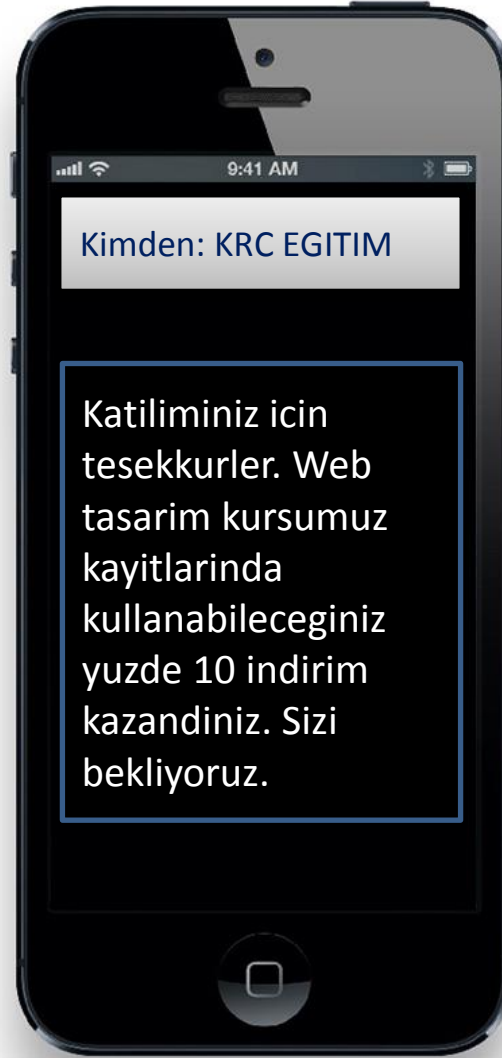 9:41 AM
Kimden: KRC EGITIM
Katiliminiz icin
tesekkurler. Web
tasarim kursumuz
kayitlarinda
kullanabileceginiz
yuzde 10 indirim
kazandiniz. Sizi
bekliyoruz.